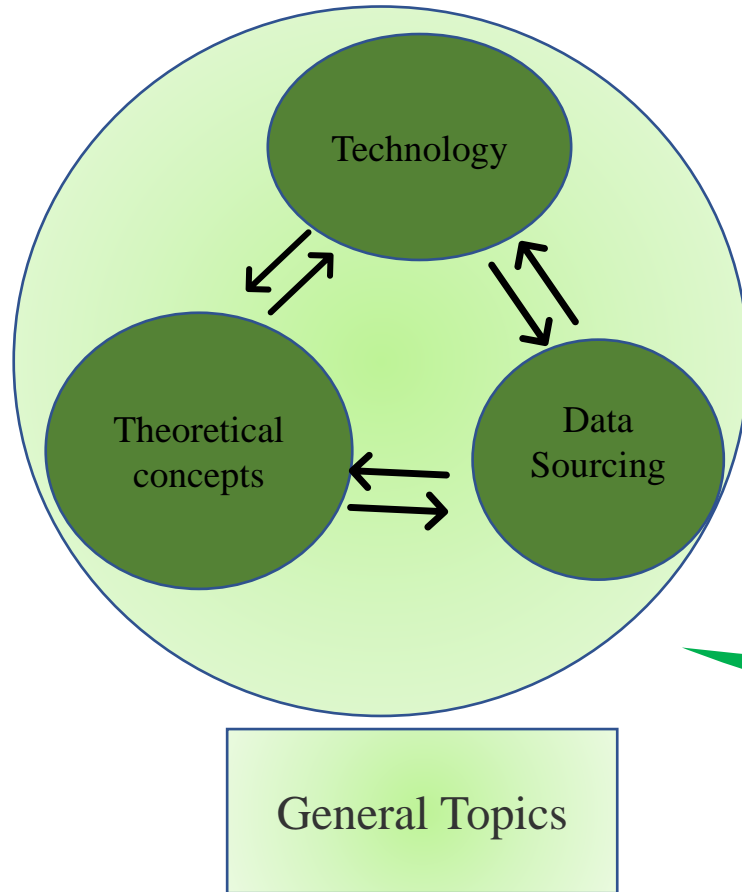 Technology
Theoretical
concepts
Data
Sourcing
General Topics